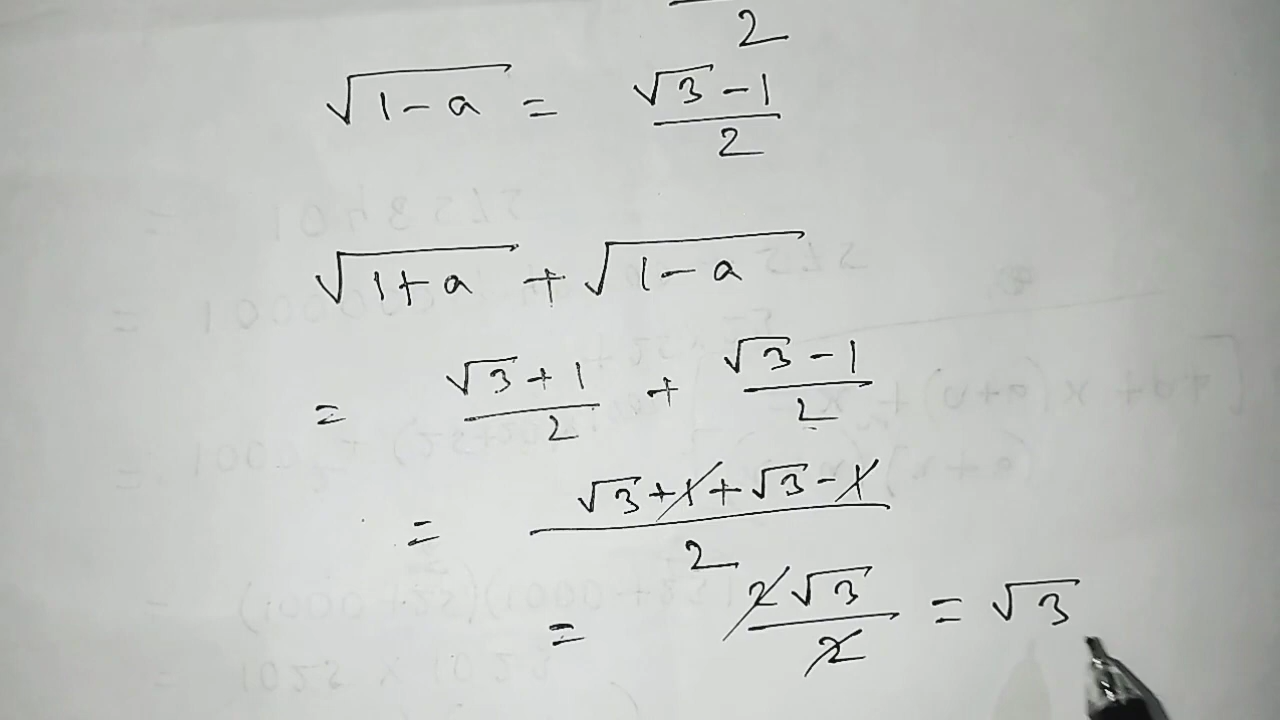 2
√(1-a) = (√3-1)/2
√(1+a) + √(1-a)
= (√3+1)/2 + (√3-1)/2
= (√3+1+√3-1)/2
= 2√3/2 = √3